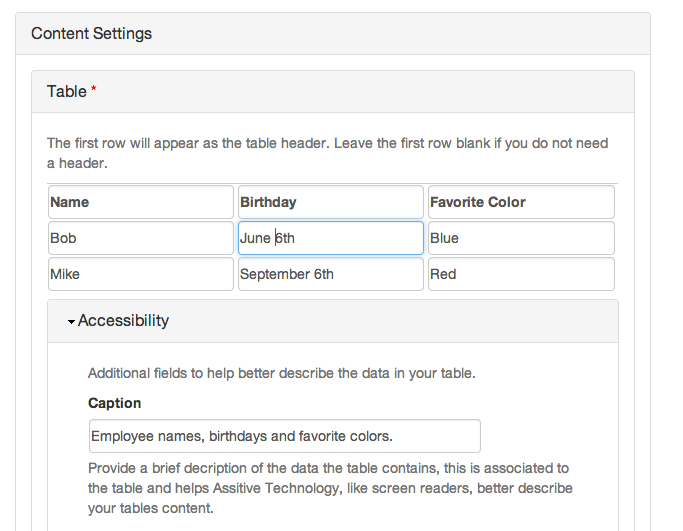 Content Settings
Table *
The first row will appear as the table header. Leave the first row blank if you do not need
a header.
Name Birthday Favorite Color
Bob June 6th Blue
Mike September 6th Red
Accessibility
Additional fields to help better describe the data in your table.
Caption
Employee names, birthdays and favorite colors.
Provide a brief decription of the data the table contains, this is associated to
the table and helps Assitive Technology, like screen readers, better describe
your tables content.